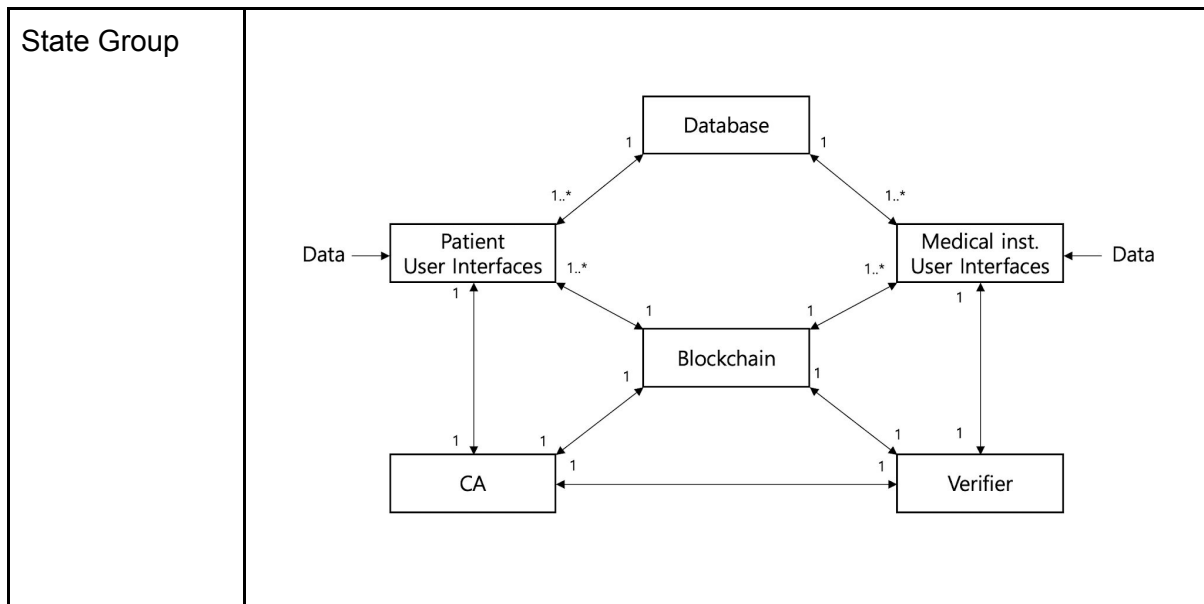 State Group
Database
1
1
1..*
1..*
Data
Patient
User Interfaces
Medical inst.
User Interfaces
Data
1..*
1..*
1
1
1
1
Blockchain
1
1
1
1
1
1
1
1
CA
Verifier